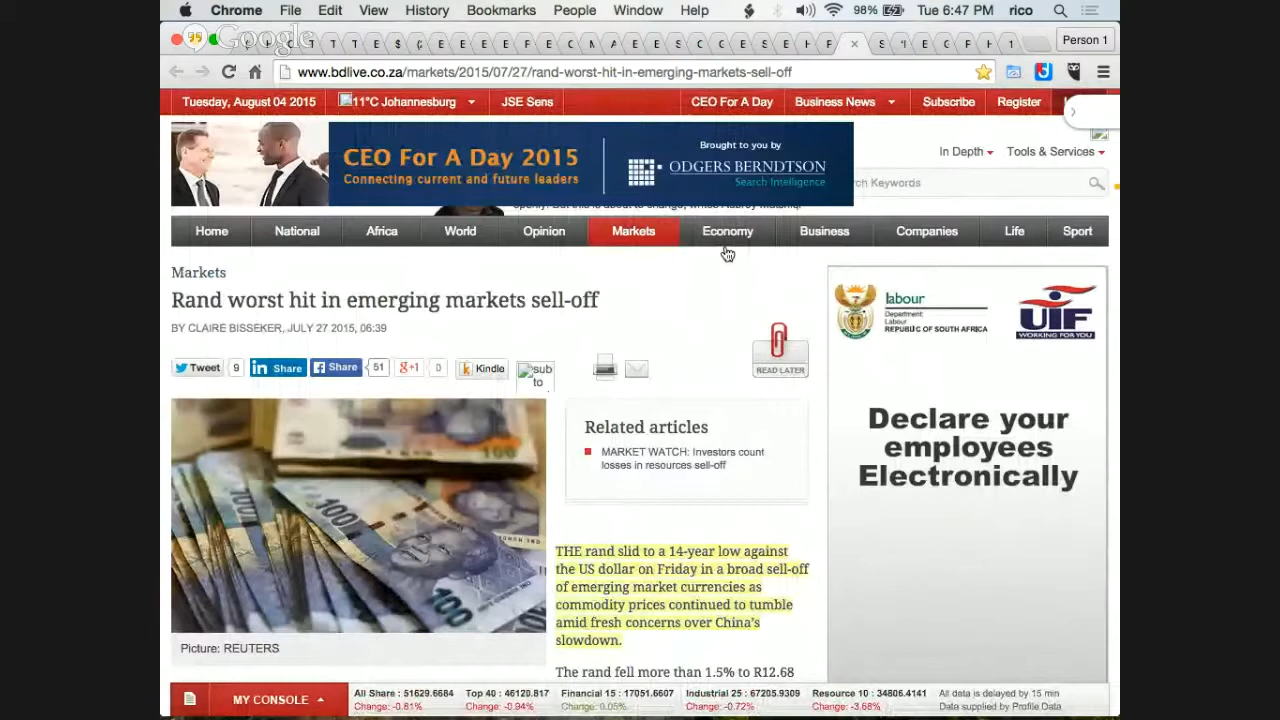 Chrome File Edit View History Bookmarks People Window Help 98% Tue 6:47 PM rico
Google
Person 1
www.bdlive.co.za/markets/2015/07/27/rand-worst-hit-in-emerging-markets-sell-off
Tuesday, August 04 2015 11°C Johannesburg JSE Sens CEO For A Day Business News Subscribe Register
CEO For A Day 2015
Connecting current and future leaders
Brought to you by
ODGERS BERNDTSON
Search Intelligence
In Depth Tools & Services
ch Keywords
Home National Africa World Opinion Markets Economy Business Companies Life Sport
Markets
Rand worst hit in emerging markets sell-off
BY CLAIRE BISSEKER, JULY 27 2015, 06:39
Tweet 9 Share Share 51 +1 0 Kindle sub
to
READ LATER
Related articles
MARKET WATCH: Investors count
losses in resources sell-off
THE rand slid to a 14-year low against
the US dollar on Friday in a broad sell-off
of emerging market currencies as
commodity prices continued to tumble
amid fresh concerns over China's
slowdown.
The rand fell more than 1.5% to R12.68
100
100
100
Picture: REUTERS
labour
Department:
Labour
REPUBLIC OF SOUTH AFRICA
UIF
WORKING FOR YOU
Declare your
employees
Electronically
MY CONSOLE
All Share : 51629.6684 Top 40 : 46120.817 Financial 15 : 17051.6607 Industrial 25 : 67205.9309 Resource 10 : 34806.4141 All data is delayed by 15 min
Change: -0.81% Change: -0.94% Change: 0.05% Change: -0.72% Change: -3.68% Data supplied by Profile Data